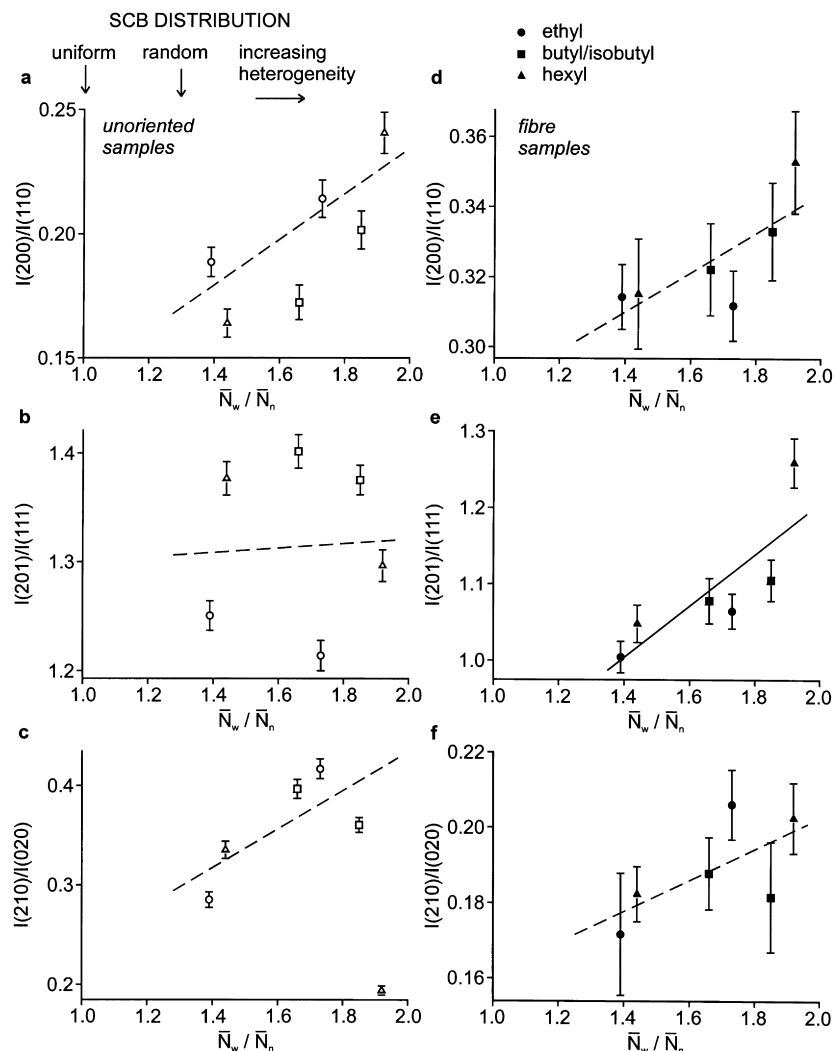 SCB DISTRIBUTION
uniform random increasing
heterogeneity
ethyl
butyl/isobutyl
hexyl
a
unoriented
samples
I(200)/I(110)
0.25
0.20
0.15
1.0 1.2 1.4 1.6 1.8 2.0
N̅w / N̅n
d
fibre
samples
I(200)/I(110)
0.36
0.34
0.32
0.30
1.0 1.4 1.6 1.8 2.0
N̅w / N̅n
b
I(201)/I(111)
1.4
1.3
1.2
1.0 1.2 1.4 1.6 1.8 2.0
N̅w / N̅n
e
I(201)/I(111)
1.3
1.2
1.1
1.0
1.0 1.2 1.4 1.6 1.8 2.0
N̅w / N̅n
c
I(210)/I(020)
0.4
0.3
0.2
1.0 1.2 1.4 1.6 1.8 2.0
N̅w / N̅n
f
I(210)/I(020)
0.22
0.20
0.18
0.16
1.0 1.2 1.4 1.6 1.8 2.0
N̅w / N̅n